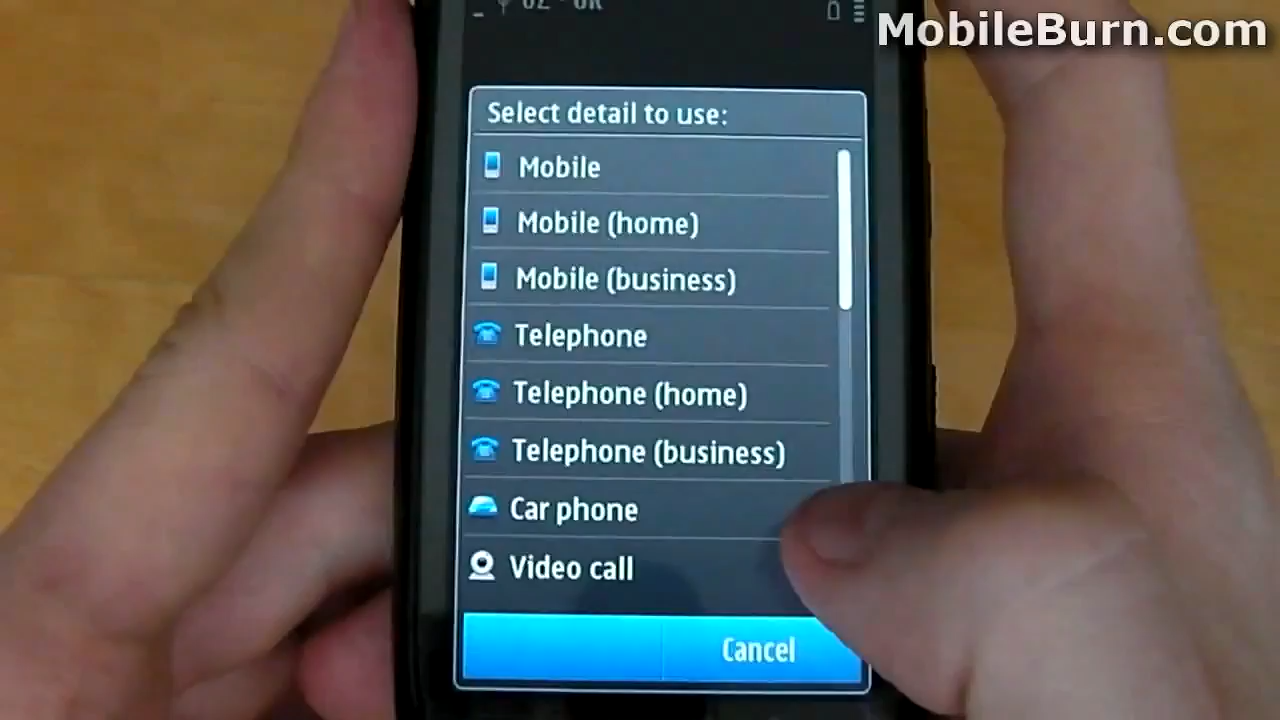 MobileBurn.com
Select detail to use:
Mobile
Mobile (home)
Mobile (business)
Telephone
Telephone (home)
Telephone (business)
Car phone
Video call
Cancel